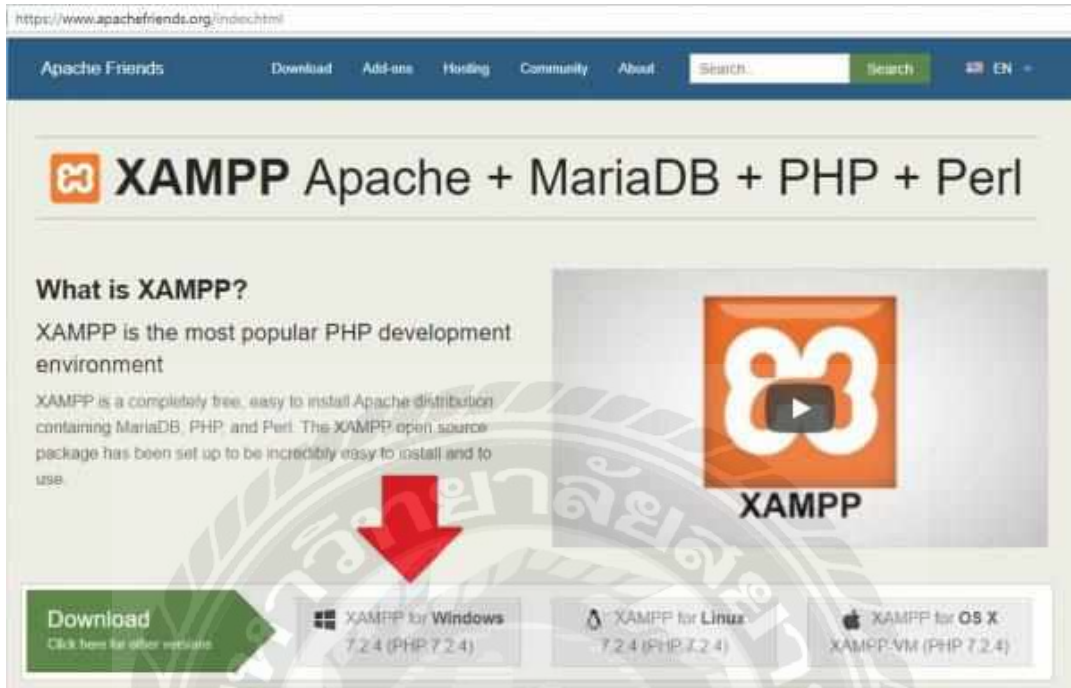 https://www.apachefriends.org/index.html
Apache Friends Download Add-ons Hosting Community About Search... Search EN
XAMPP Apache + MariaDB + PHP + Perl
What is XAMPP?
XAMPP is the most popular PHP development
environment
XAMPP is a completely free, easy to install Apache distribution
containing MariaDB, PHP, and Perl. The XAMPP open source
package has been set up to be incredibly easy to install and to
use.
XAMPP
Download
Click here for other versions
XAMPP for Windows
7.2.4 (PHP 7.2.4)
XAMPP for Linux
7.2.4 (PHP 7.2.4)
XAMPP for OS X
XAMPP-VM (PHP 7.2.4)